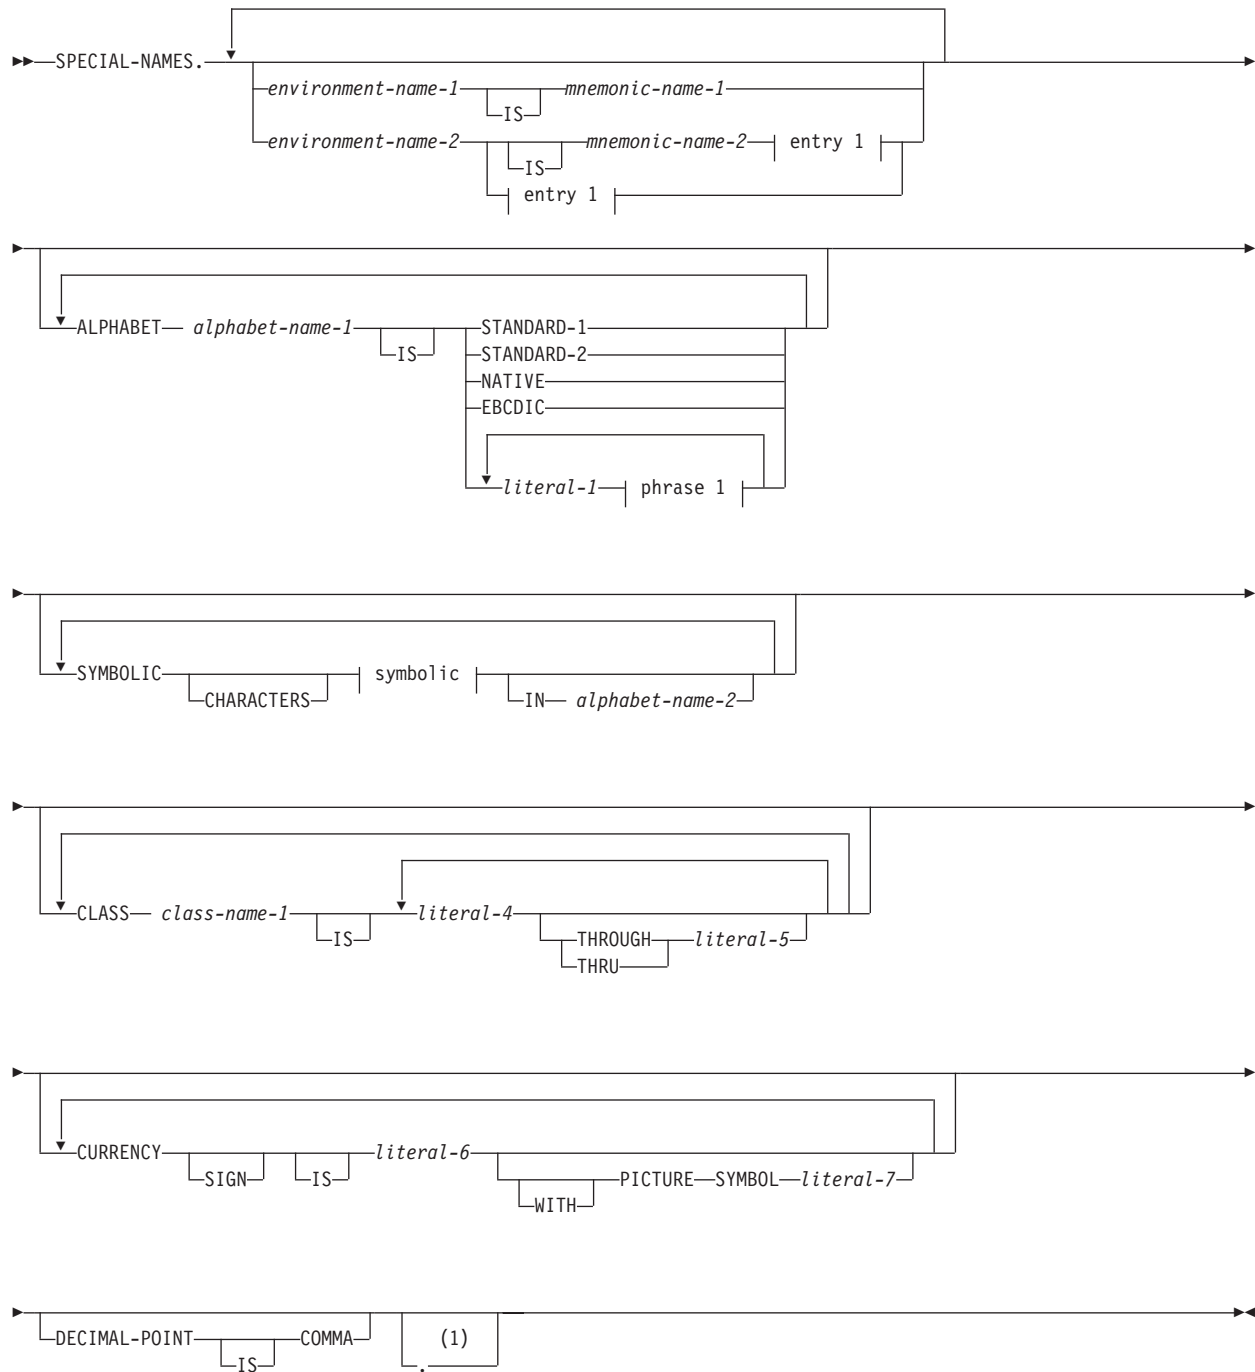 SPECIAL-NAMES.
environment-name-1 IS mnemonic-name-1
environment-name-2 IS mnemonic-name-2 entry 1
entry 1
ALPHABET alphabet-name-1 IS STANDARD-1
STANDARD-2
NATIVE
EBCDIC
literal-1 phrase 1
SYMBOLIC CHARACTERS symbolic IN alphabet-name-2
CLASS class-name-1 IS literal-4 THROUGH literal-5
THRU
CURRENCY SIGN IS literal-6 WITH PICTURE SYMBOL literal-7
DECIMAL-POINT IS COMMA (1)
.